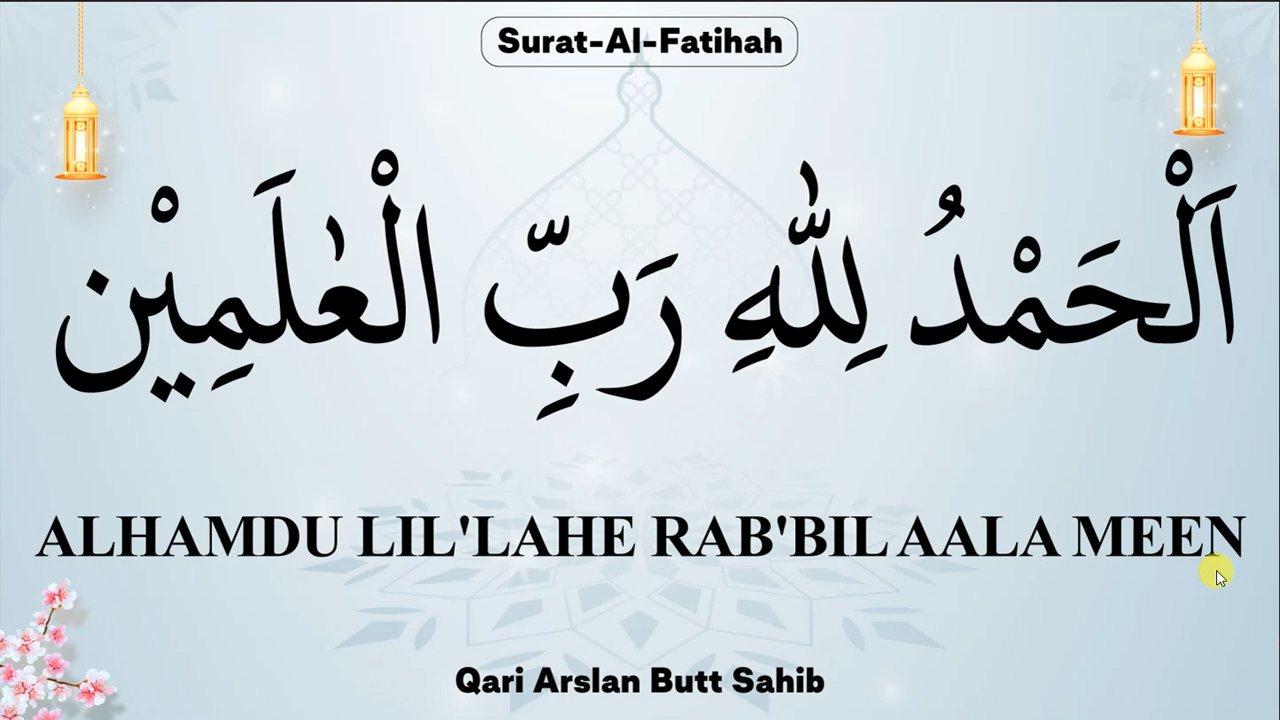 Surat-Al-Fatihah
اَلْحَمْدُ لِلّٰهِ رَبِّ الْعٰلَمِيْن
ALHAMDU LIL'LAHE RAB'BIL AALA MEEN
Qari Arslan Butt Sahib